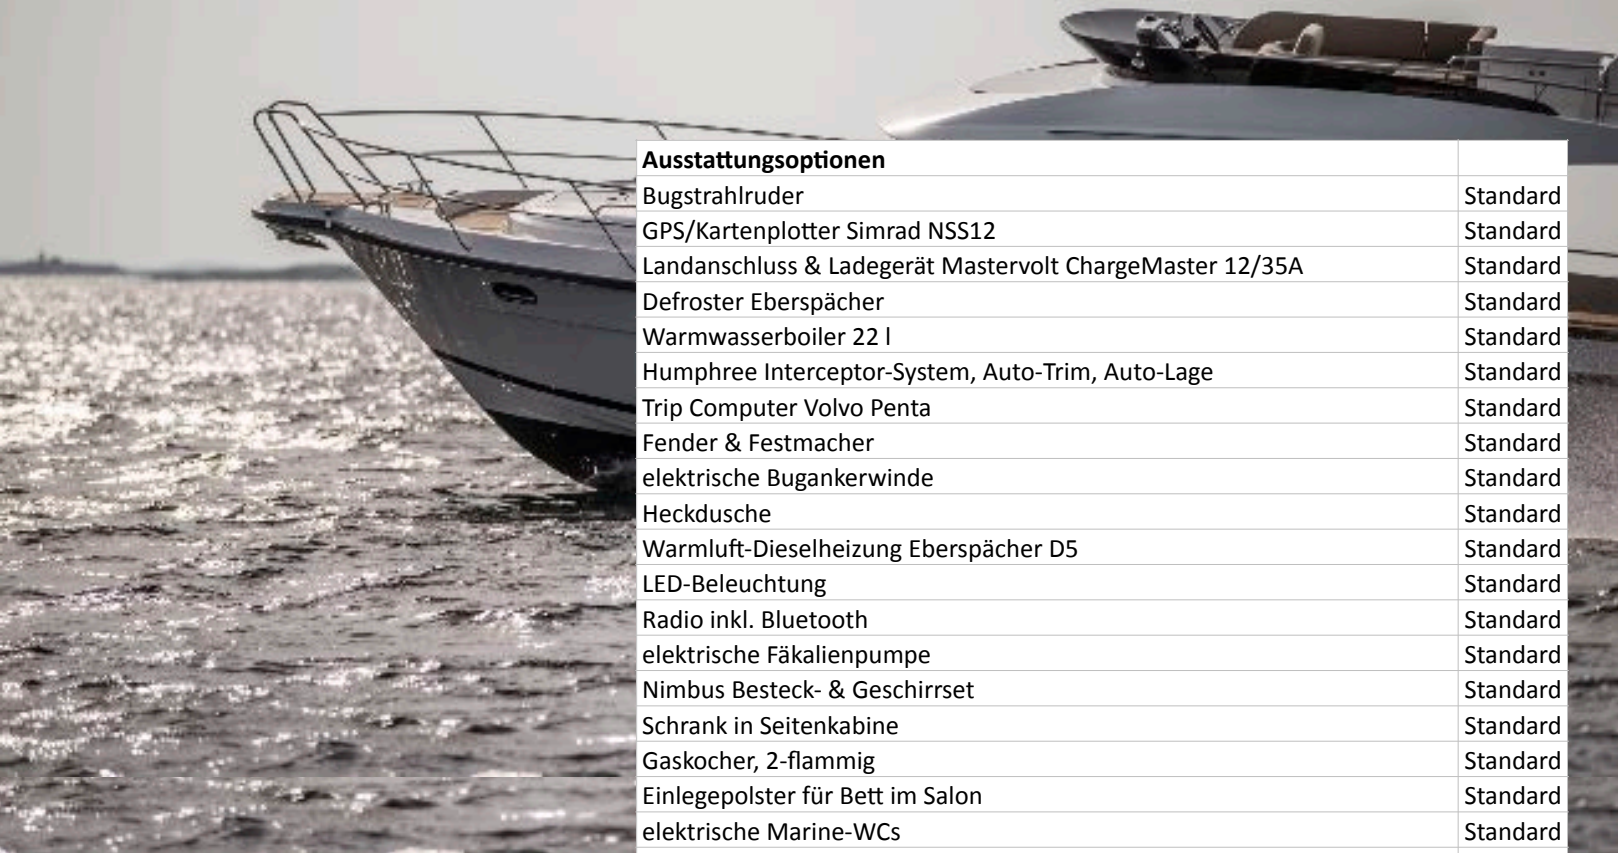 Ausstattungsoptionen
Bugstrahlruder Standard
GPS/Kartenplotter Simrad NSS12 Standard
Landanschluss & Ladegerät Mastervolt ChargeMaster 12/35A Standard
Defroster Eberspächer Standard
Warmwasserboiler 22 l Standard
Humphree Interceptor-System, Auto-Trim, Auto-Lage Standard
Trip Computer Volvo Penta Standard
Fender & Festmacher Standard
elektrische Bugankerwinde Standard
Heckdusche Standard
Warmluft-Dieselheizung Eberspächer D5 Standard
LED-Beleuchtung Standard
Radio inkl. Bluetooth Standard
elektrische Fäkalienpumpe Standard
Nimbus Besteck- & Geschirrset Standard
Schrank in Seitenkabine Standard
Gaskocher, 2-flammig Standard
Einlegepolster für Bett im Salon Standard
elektrische Marine-WCs Standard